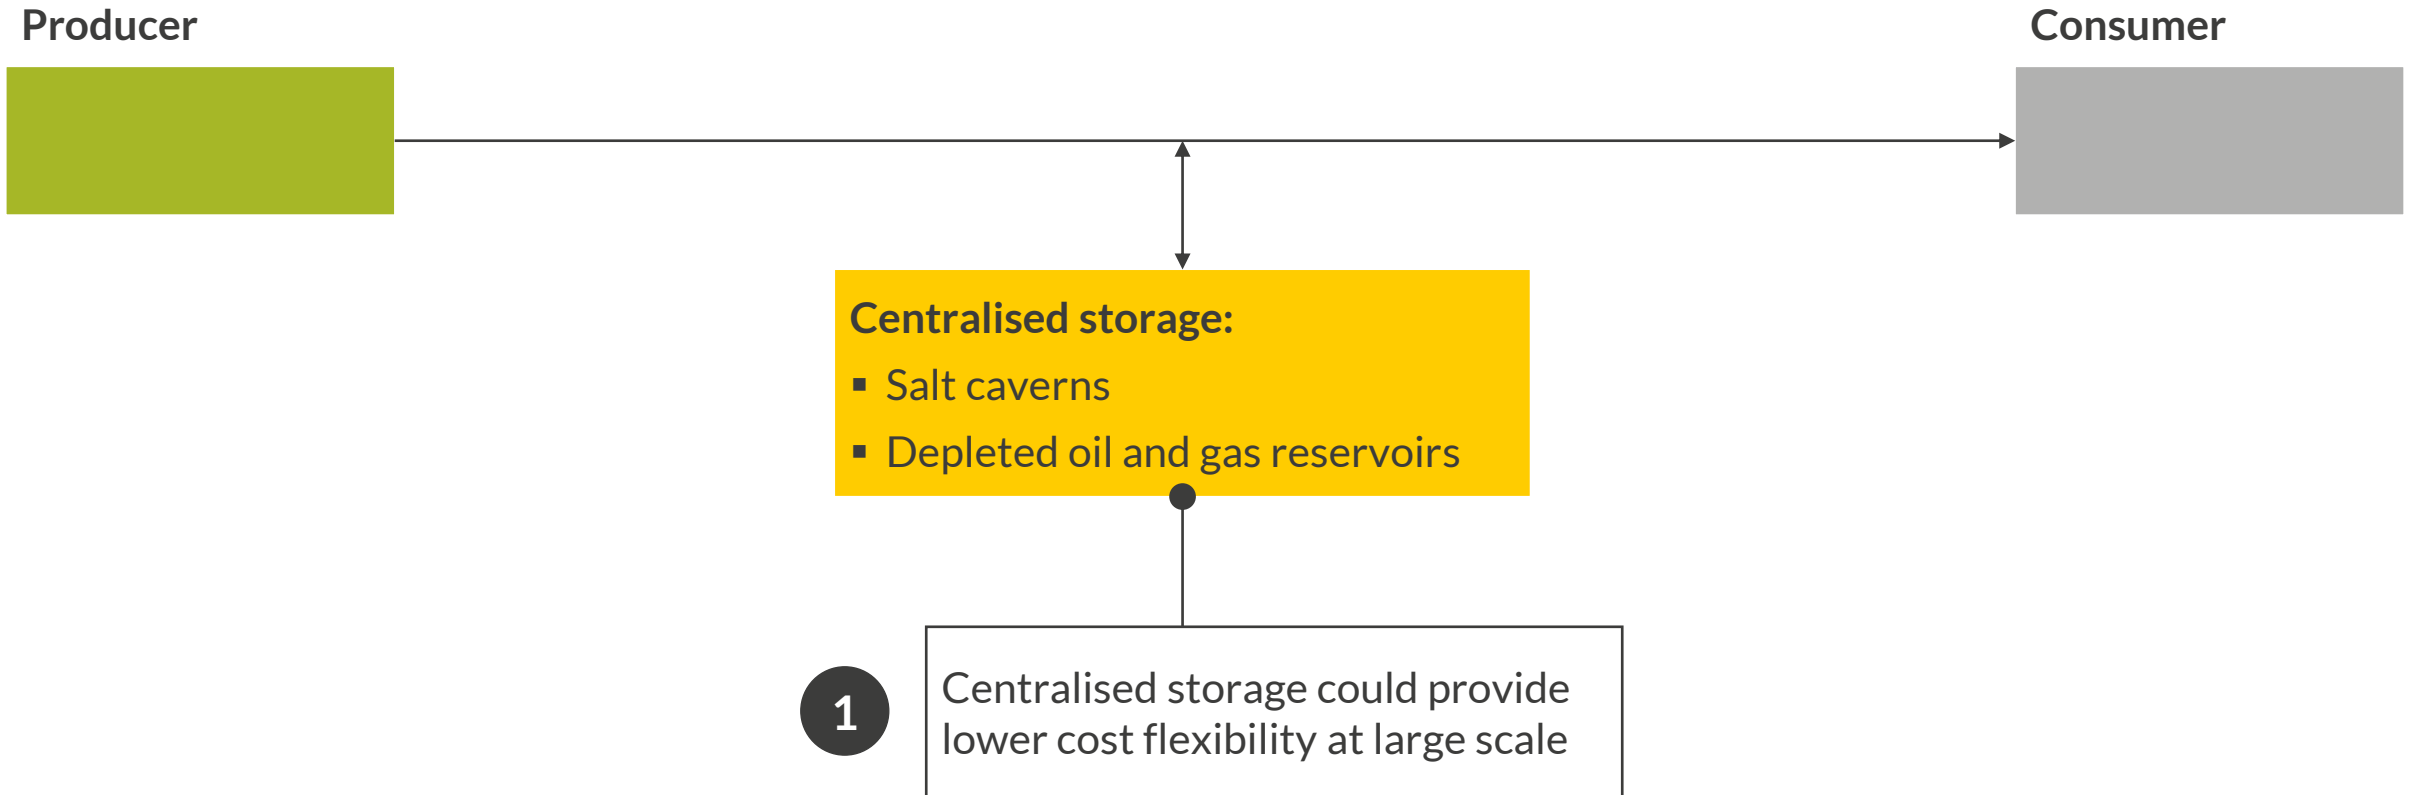 Producer
Consumer
Centralised storage:
▪ Salt caverns
▪ Depleted oil and gas reservoirs
1
Centralised storage could provide
lower cost flexibility at large scale